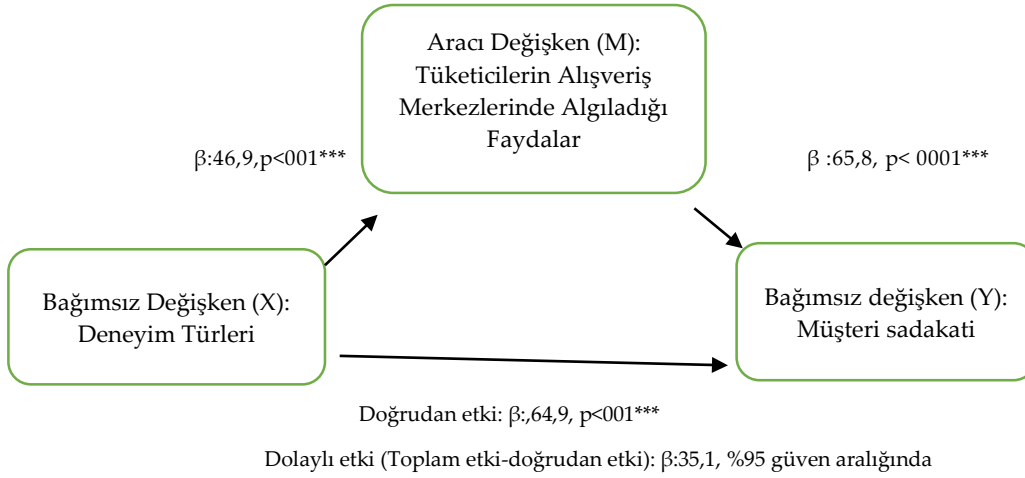 Aracı Değişken (M):
Tüketicilerin Alışveriş
Merkezlerinde Algıladığı
Faydalar
β:46,9,p<001***
β :65,8, p< 0001***
Bağımsız Değişken (X):
Deneyim Türleri
Bağımsız değişken (Y):
Müşteri sadakati
Doğrudan etki: β:,64,9, p<001***
Dolaylı etki (Toplam etki-doğrudan etki): β:35,1, %95 güven aralığında